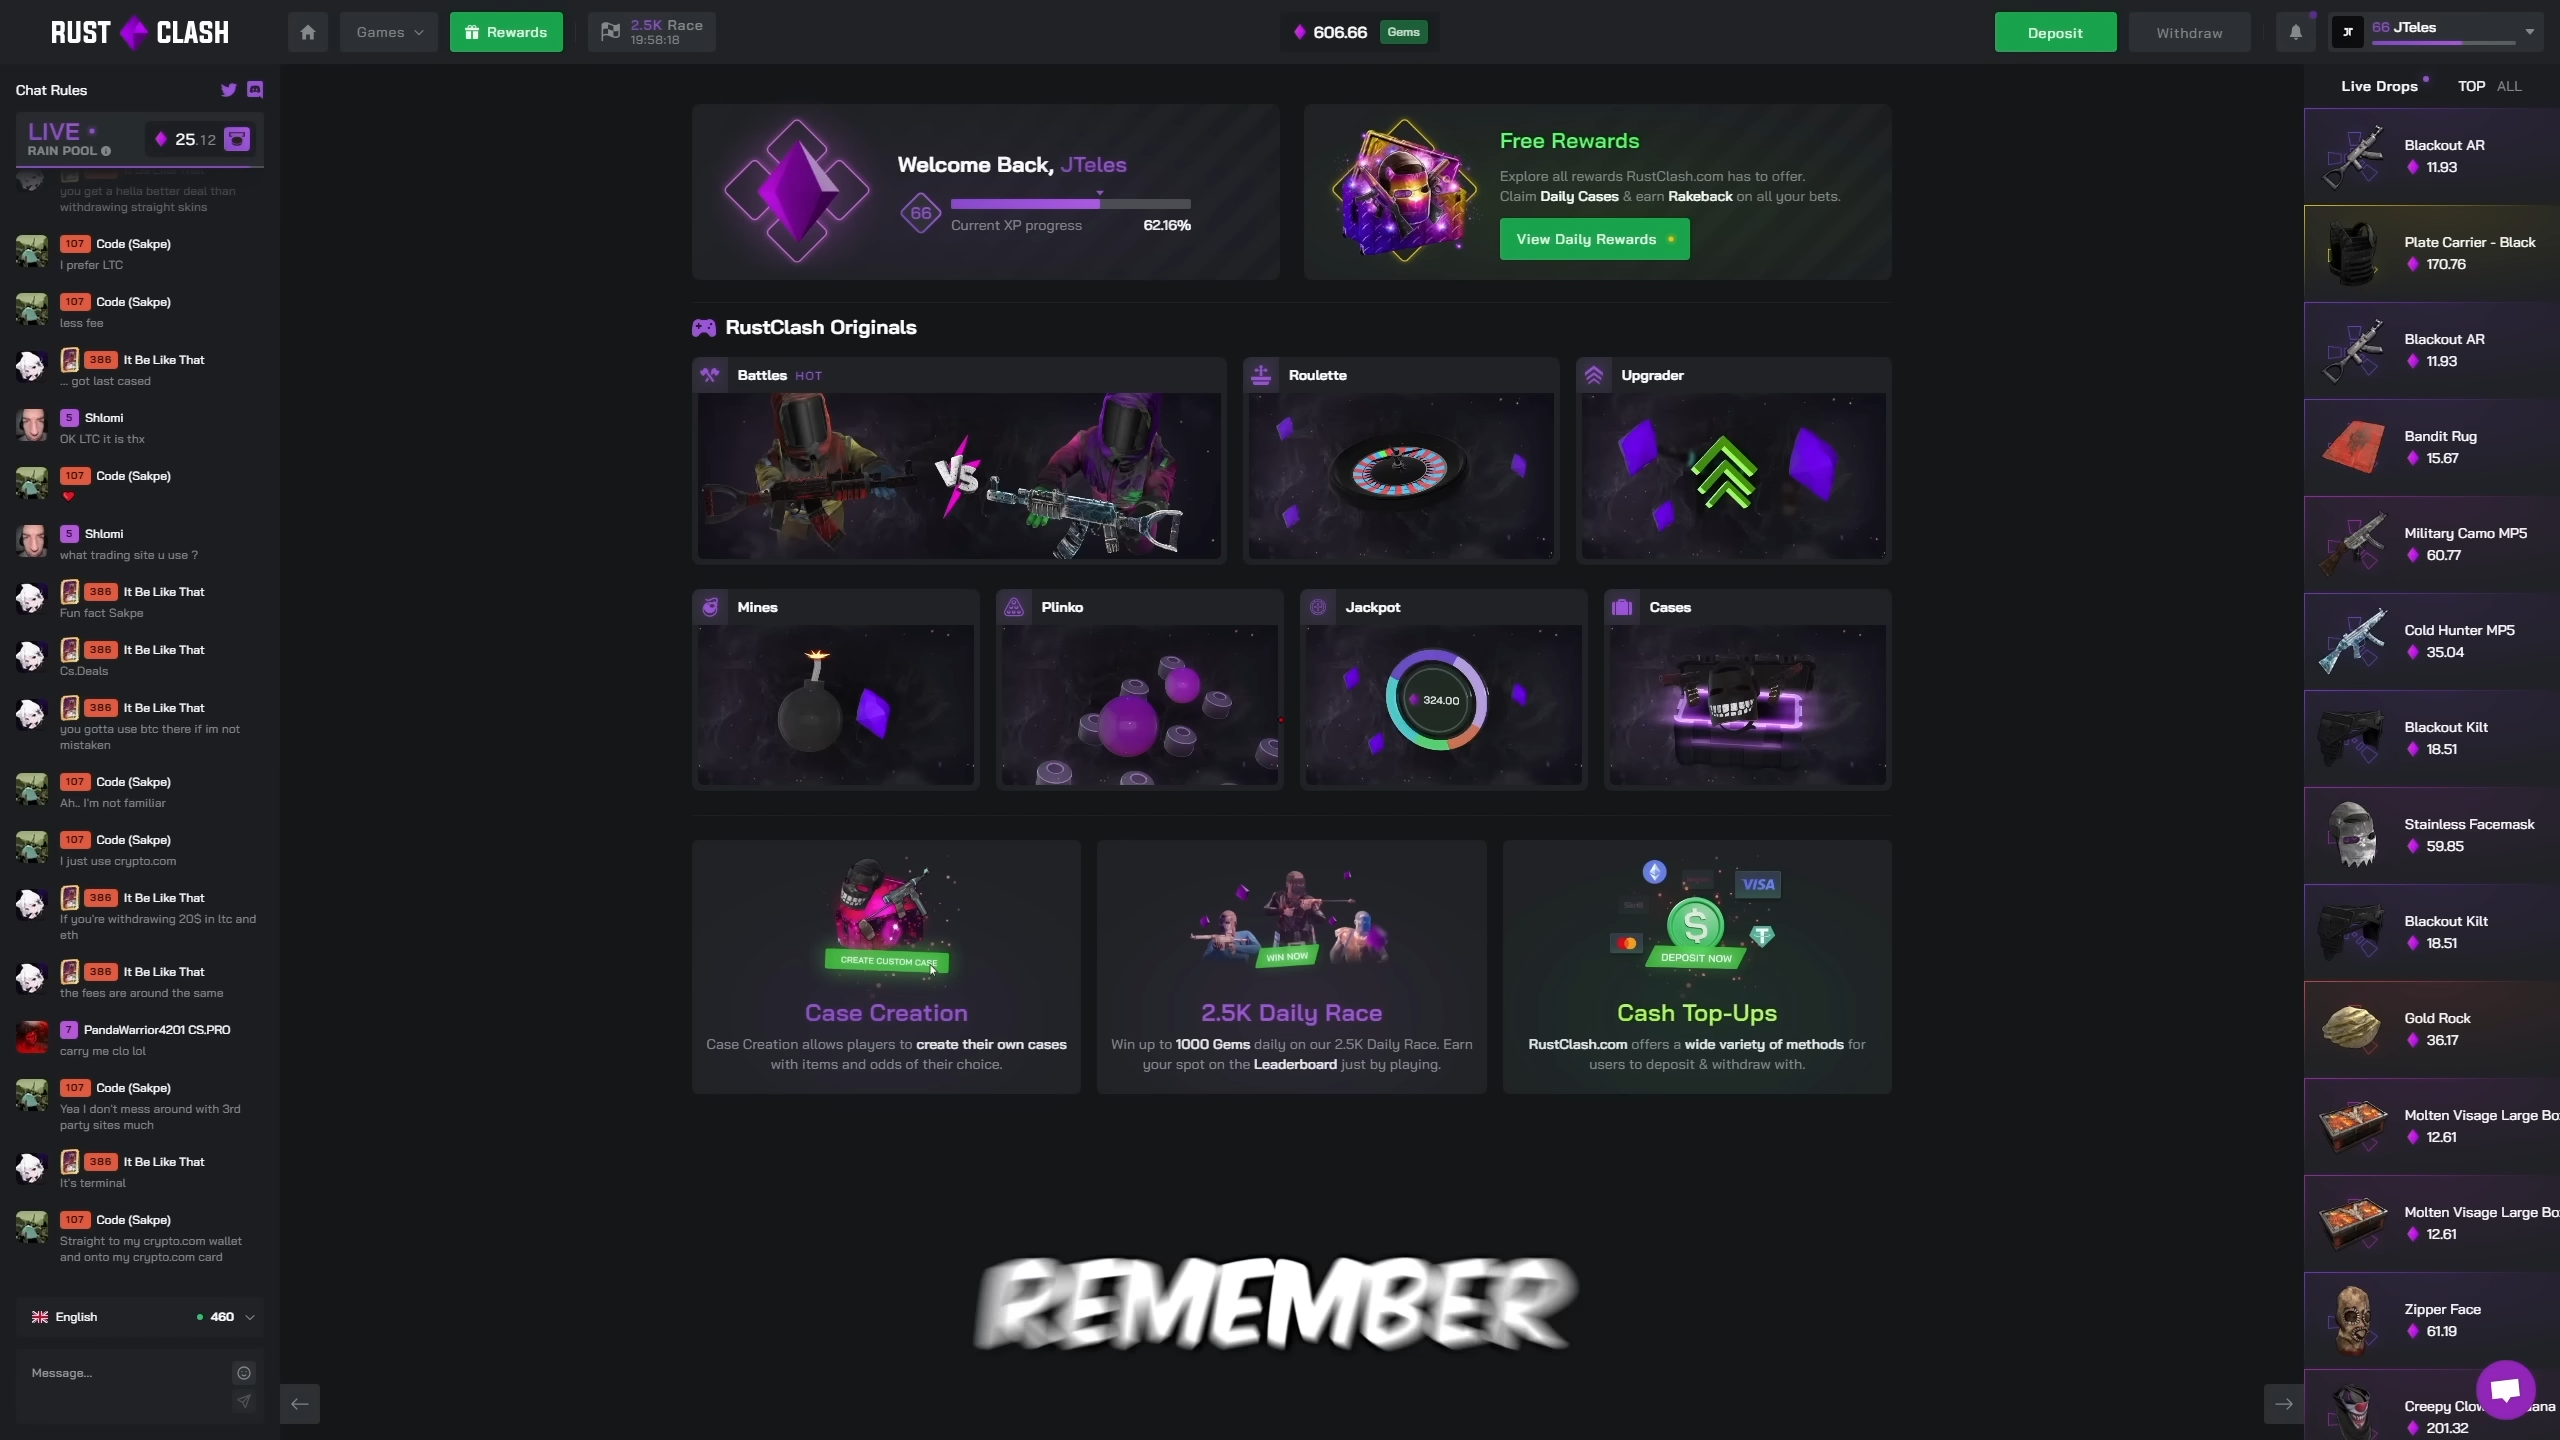 RUST CLASH
Games
Rewards
2.5K Race
19:58:18
606.66 Gems
Deposit
Withdraw
JT
66 JTeles
Chat Rules
LIVE
RAIN POOL
25.12
you get a hella better deal than
withdrawing straight skins
107 Code (Sakpe)
I prefer LTC
107 Code (Sakpe)
less fee
386 It Be Like That
... got last cased
5 Shlomi
OK LTC it is thx
107 Code (Sakpe)
5 Shlomi
what trading site u use ?
386 It Be Like That
Fun fact Sakpe
386 It Be Like That
Cs.Deals
386 It Be Like That
you gotta use btc there if im not
mistaken
107 Code (Sakpe)
Ah.. I'm not familiar
107 Code (Sakpe)
I just use crypto.com
386 It Be Like That
If you're withdrawing 20$ in ltc and
eth
386 It Be Like That
the fees are around the same
7 PandaWarrior4201 CS.PRO
carry me clo lol
107 Code (Sakpe)
Yea I don't mess around with 3rd
party sites much
386 It Be Like That
It's terminal
107 Code (Sakpe)
Straight to my crypto.com wallet
and onto my crypto.com card
English
460
Message...
Welcome Back, JTeles
66
Current XP progress 62.16%
Free Rewards
Explore all rewards RustClash.com has to offer.
Claim Daily Cases & earn Rakeback on all your bets.
View Daily Rewards
RustClash Originals
Battles HOT
VS
Roulette
Upgrader
Mines
Plinko
Jackpot
324.00
Cases
CREATE CUSTOM CASE
Case Creation
Case Creation allows players to create their own cases
with items and odds of their choice.
WIN NOW
2.5K Daily Race
Win up to 1000 Gems daily on our 2.5K Daily Race. Earn
your spot on the Leaderboard just by playing.
VISA
Skrill
$
DEPOSIT NOW
Cash Top-Ups
RustClash.com offers a wide variety of methods for
users to deposit & withdraw with.
REMEMBER
Live Drops
TOP ALL
Blackout AR
11.93
Plate Carrier - Black
170.76
Blackout AR
11.93
Bandit Rug
15.67
Military Camo MP5
60.77
Cold Hunter MP5
35.04
Blackout Kilt
18.51
Stainless Facemask
59.85
Blackout Kilt
18.51
Gold Rock
36.17
Molten Visage Large Bo
12.61
Molten Visage Large Bo
12.61
Zipper Face
61.19
Creepy Clo
201.32